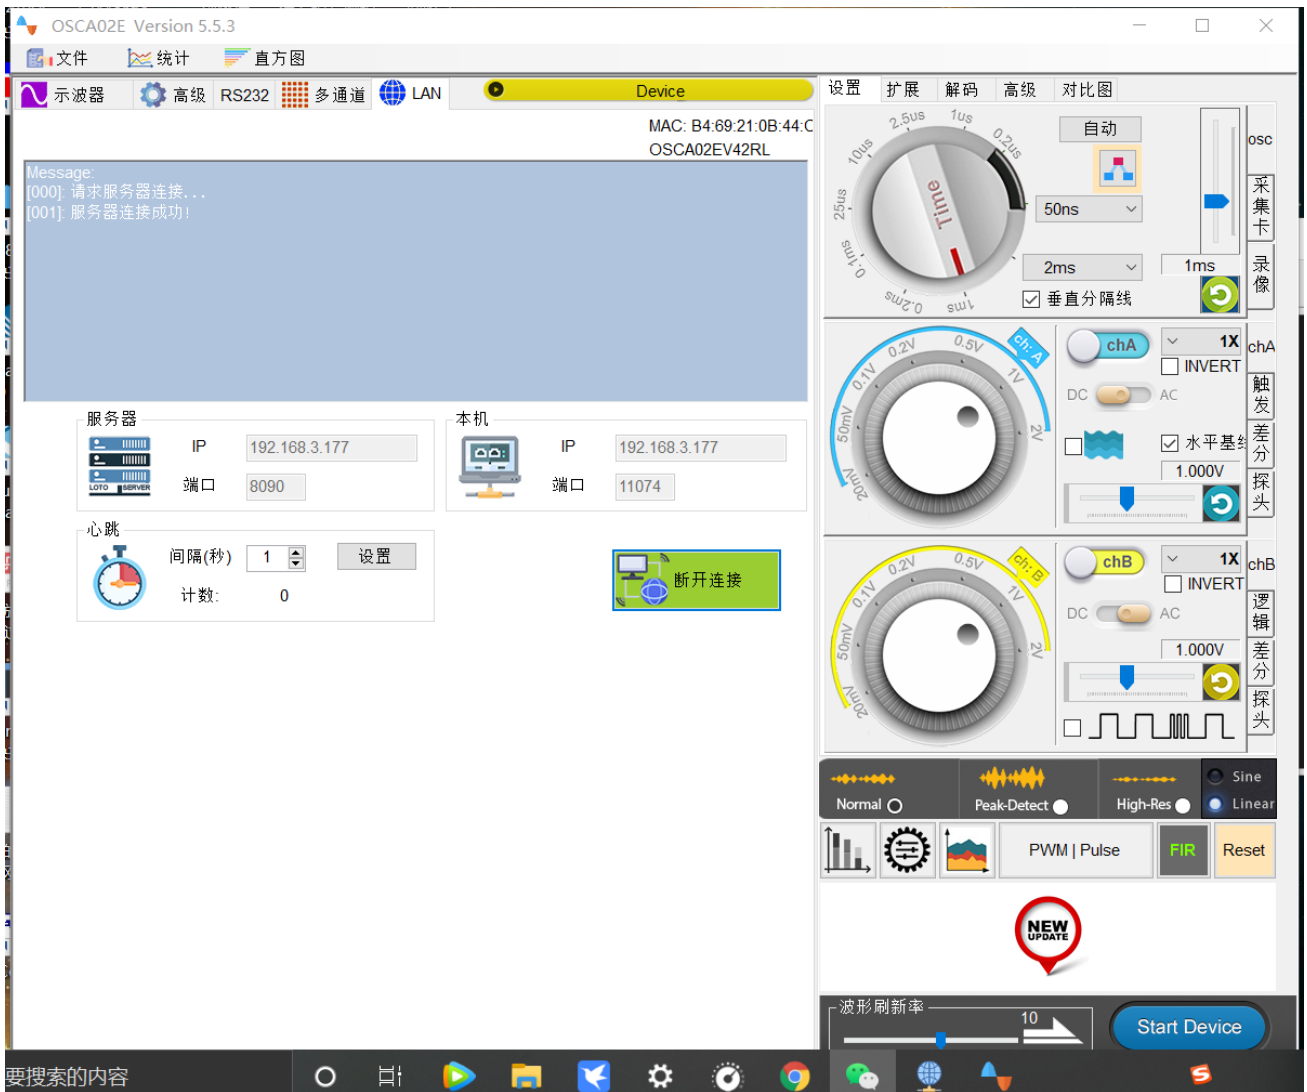 OSCA02E Version 5.5.3
文件 统计 直方图
示波器 高级 RS232 多通道 LAN Device
MAC: B4:69:21:0B:44:C
OSCA02EV42RL
Message:
[000]: 请求服务器连接...
[001]: 服务器连接成功!
服务器
IP 192.168.3.177
端口 8090
LOTO SERVER
本机
IP 192.168.3.177
端口 11074
心跳
间隔(秒) 1 设置
计数: 0
断开连接
设置 扩展 解码 高级 对比图
2.5us 1us 0.2us
10us
25us
0.1ms
0.2ms 1ms
Time
自动
50ns
2ms 1ms
垂直分隔线
osc
采集卡
录像
0.2V 0.5V
0.1V 1V
50mV 2V
20mV
ch: A
chA 1X
INVERT
DC AC
水平基线
1.000V
chA
触发
差分
探头
0.2V 0.5V
0.1V 1V
50mV 2V
20mV
ch: B
chB 1X
INVERT
DC AC
1.000V
chB
逻辑
差分
探头
Normal Peak-Detect High-Res
Sine
Linear
PWM | Pulse FIR Reset
NEW
UPDATE
波形刷新率
10
Start Device
要搜索的内容